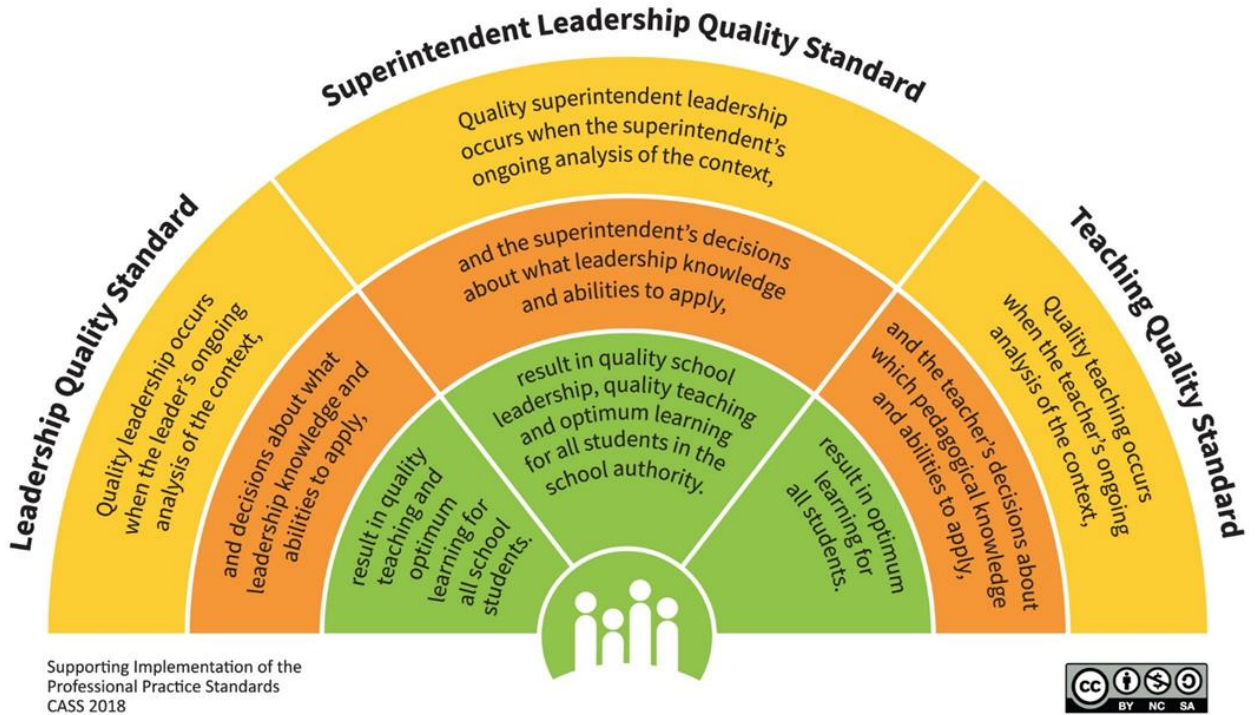 Superintendent Leadership Quality Standard
Quality superintendent leadership
occurs when the superintendent's
ongoing analysis of the context,
and the superintendent's decisions
about what leadership knowledge
and abilities to apply,
result in quality school
leadership, quality teaching
and optimum learning
for all students in the
school authority.
Leadership Quality Standard
Quality leadership occurs
when the leader's ongoing
analysis of the context,
and decisions about what
leadership knowledge and
abilities to apply,
result in quality
teaching and
optimum
learning for
all school
students.
Teaching Quality Standard
Quality teaching occurs
when the teacher's ongoing
analysis of the context,
and the teacher's decisions about
which pedagogical knowledge
and abilities to apply,
result in optimum
learning for
all students.
Supporting Implementation of the
Professional Practice Standards
CASS 2018
cc
BY NC SA